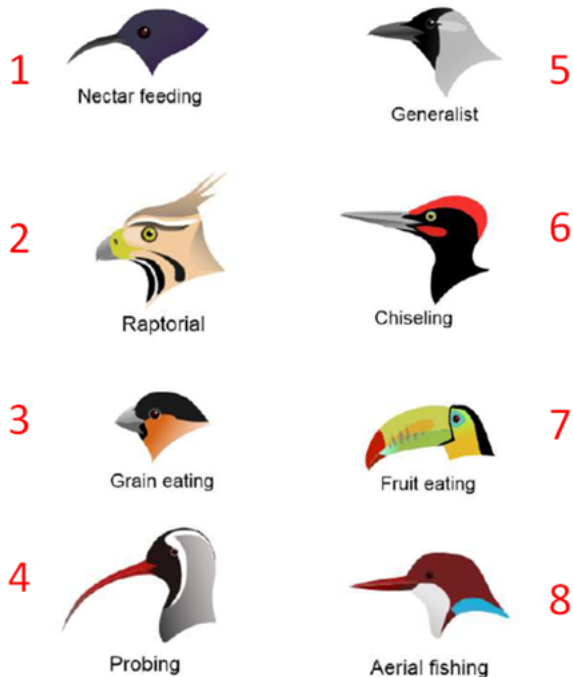 1
Nectar feeding
2
Raptorial
3
Grain eating
4
Probing
5
Generalist
6
Chiseling
7
Fruit eating
8
Aerial fishing